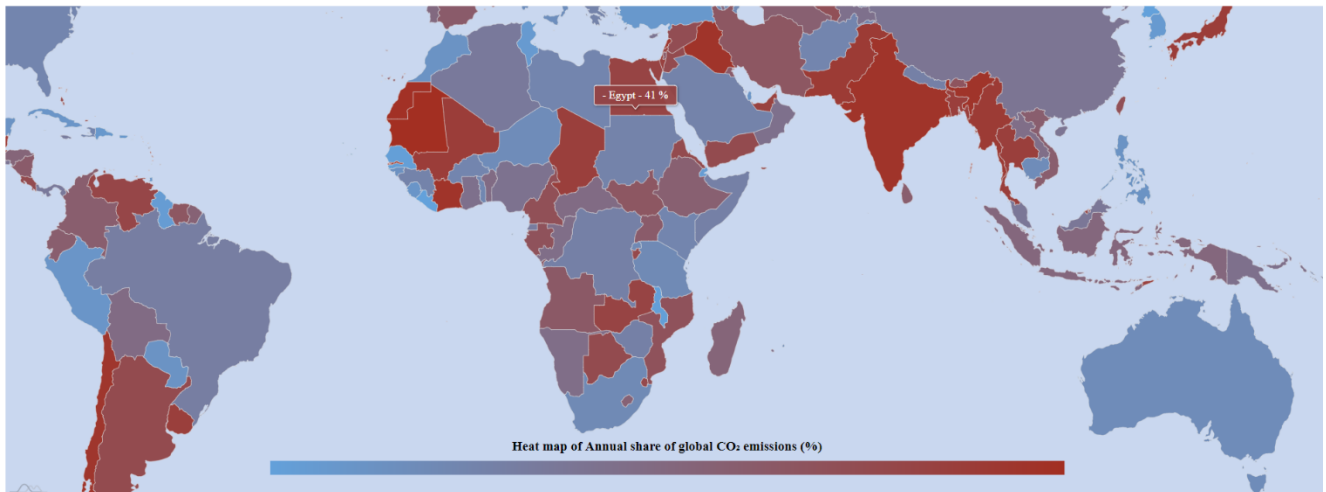 - Egypt - 41 %
Heat map of Annual share of global CO₂ emissions (%)